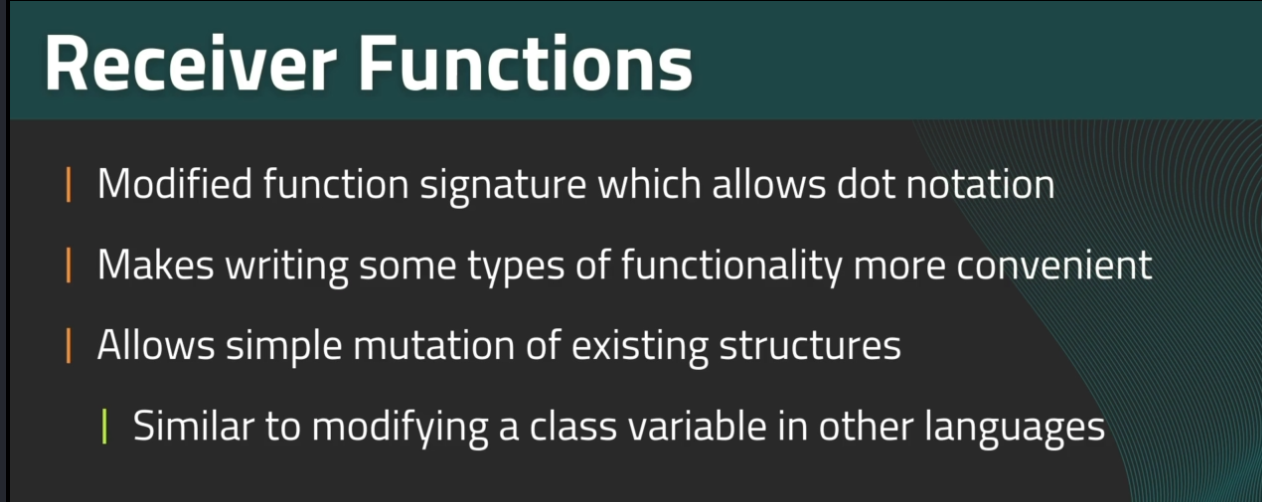 Receiver Functions
Modified function signature which allows dot notation
Makes writing some types of functionality more convenient
Allows simple mutation of existing structures
Similar to modifying a class variable in other languages